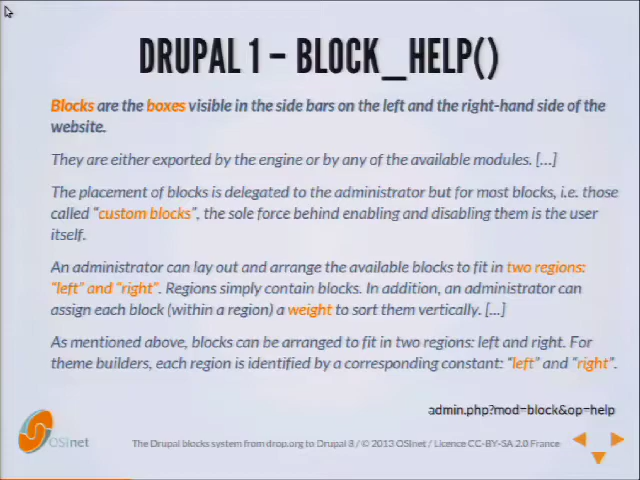 DRUPAL 1 – BLOCK_HELP()
Blocks are the boxes visible in the side bars on the left and the right-hand side of the
website.
They are either exported by the engine or by any of the available modules. [...]
The placement of blocks is delegated to the administrator but for most blocks, i.e. those
called "custom blocks", the sole force behind enabling and disabling them is the user
itself.
An administrator can lay out and arrange the available blocks to fit in two regions:
"left" and "right". Regions simply contain blocks. In addition, an administrator can
assign each block (within a region) a weight to sort them vertically. [...]
As mentioned above, blocks can be arranged to fit in two regions: left and right. For
theme builders, each region is identified by a corresponding constant: "left" and "right".
admin.php?mod=block&op=help
OSInet
The Drupal blocks system from drop.org to Drupal 8 / © 2013 OSInet / Licence CC-BY-SA 2.0 France